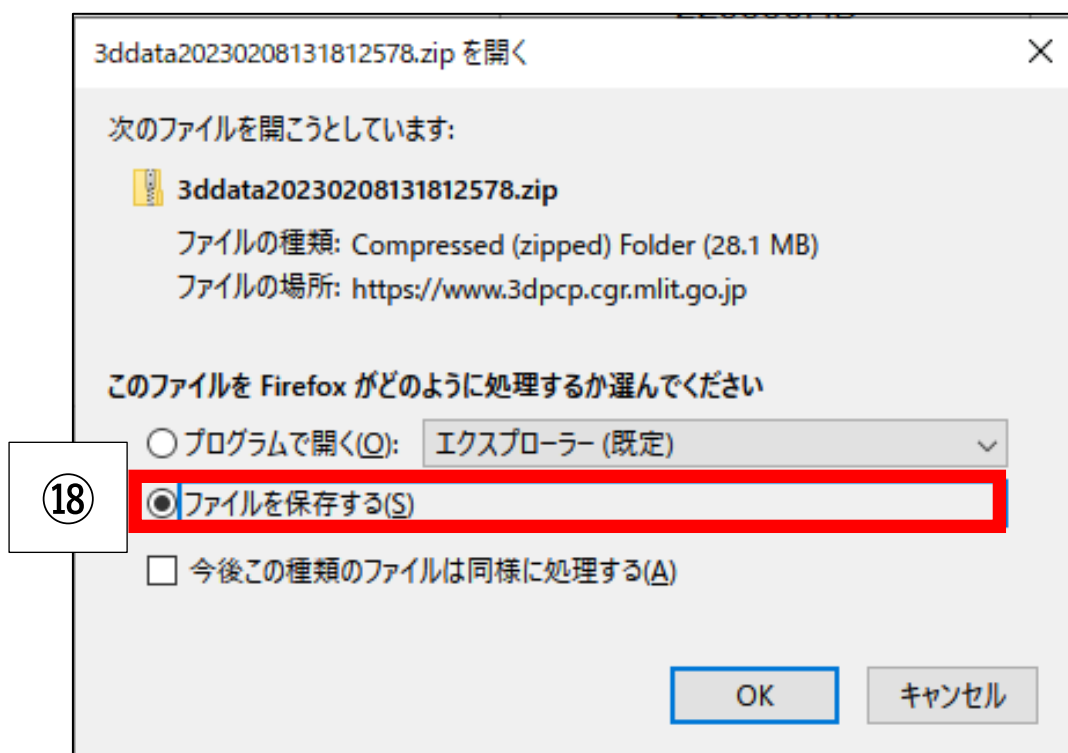 3ddata20230208131812578.zip を開く
次のファイルを開こうとしています:
3ddata20230208131812578.zip
ファイルの種類: Compressed (zipped) Folder (28.1 MB)
ファイルの場所: https://www.3dpcp.cgr.mlit.go.jp
このファイルを Firefox がどのように処理するか選んでください
プログラムで開く(O): エクスプローラー (既定)
⑱ ファイルを保存する(S)
今後この種類のファイルは同様に処理する(A)
OK キャンセル